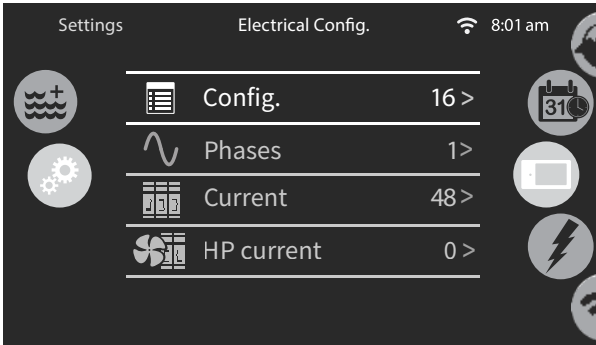 Settings Electrical Config. 8:01 am
Config. 16 >
31
Phases 1>
Current 48 >
HP current 0 >